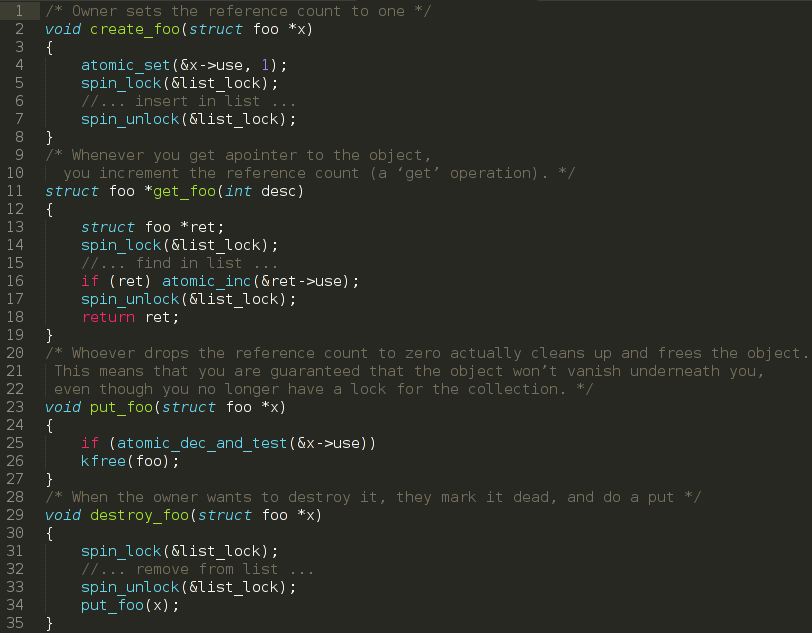 1 /* Owner sets the reference count to one */
2 void create_foo(struct foo *x)
3 {
4     atomic_set(&x->use, 1);
5     spin_lock(&list_lock);
6     //... insert in list ...
7     spin_unlock(&list_lock);
8 }
9 /* Whenever you get apointer to the object,
10   you increment the reference count (a ‘get’ operation). */
11 struct foo *get_foo(int desc)
12 {
13     struct foo *ret;
14     spin_lock(&list_lock);
15     //... find in list ...
16     if (ret) atomic_inc(&ret->use);
17     spin_unlock(&list_lock);
18     return ret;
19 }
20 /* Whoever drops the reference count to zero actually cleans up and frees the object.
21  This means that you are guaranteed that the object won’t vanish underneath you,
22  even though you no longer have a lock for the collection. */
23 void put_foo(struct foo *x)
24 {
25     if (atomic_dec_and_test(&x->use))
26     kfree(foo);
27 }
28 /* When the owner wants to destroy it, they mark it dead, and do a put */
29 void destroy_foo(struct foo *x)
30 {
31     spin_lock(&list_lock);
32     //... remove from list ...
33     spin_unlock(&list_lock);
34     put_foo(x);
35 }